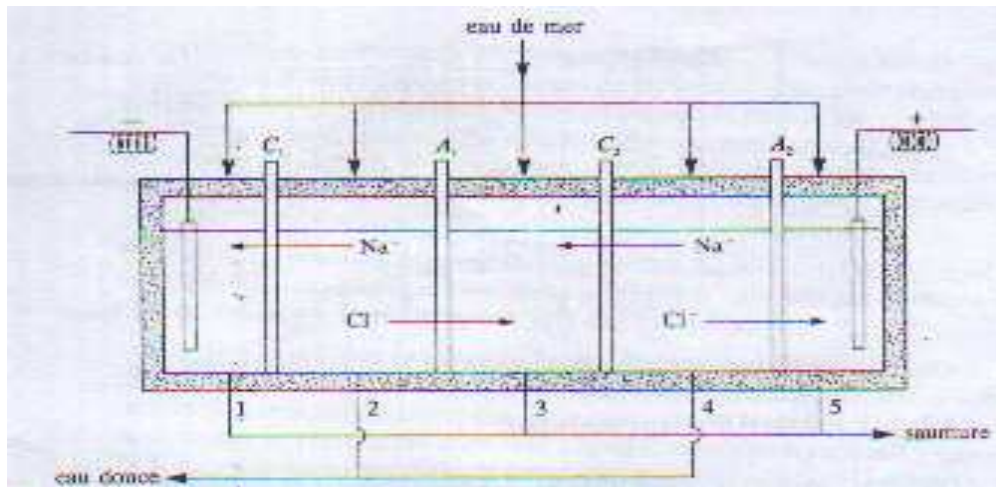 eau de mer
− +
C₁ A₁ C₂ A₂
Na⁺ Na⁺
Cl⁻ Cl⁻
1 2 3 4 5
saumure
eau douce